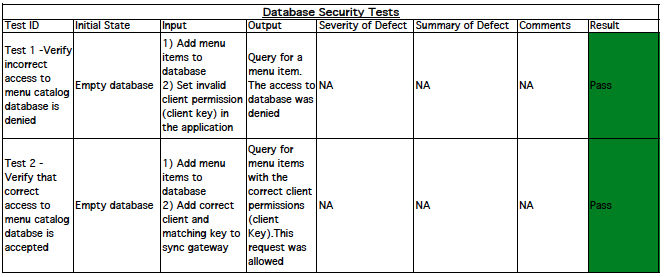 Database Security Tests
Test ID Initial State Input Output Severity of Defect Summary of Defect Comments Result
Test 1 -Verify
incorrect
access to
menu catalog
database is
denied
Empty database
1) Add menu
items to
database
2) Set invalid
client permission
(client key) in
the application
Query for a
menu item.
The access to
database was
denied
NA
NA
NA
Pass
Test 2 -
Verify that
correct
access to
menu catalog
databse is
accepted
Empty database
1) Add menu
items to
database
2) Add correct
client and
matching key to
sync gateway
Query for
menu items
with the
correct client
permissions
(client
Key).This
request was
allowed
NA
NA
NA
Pass